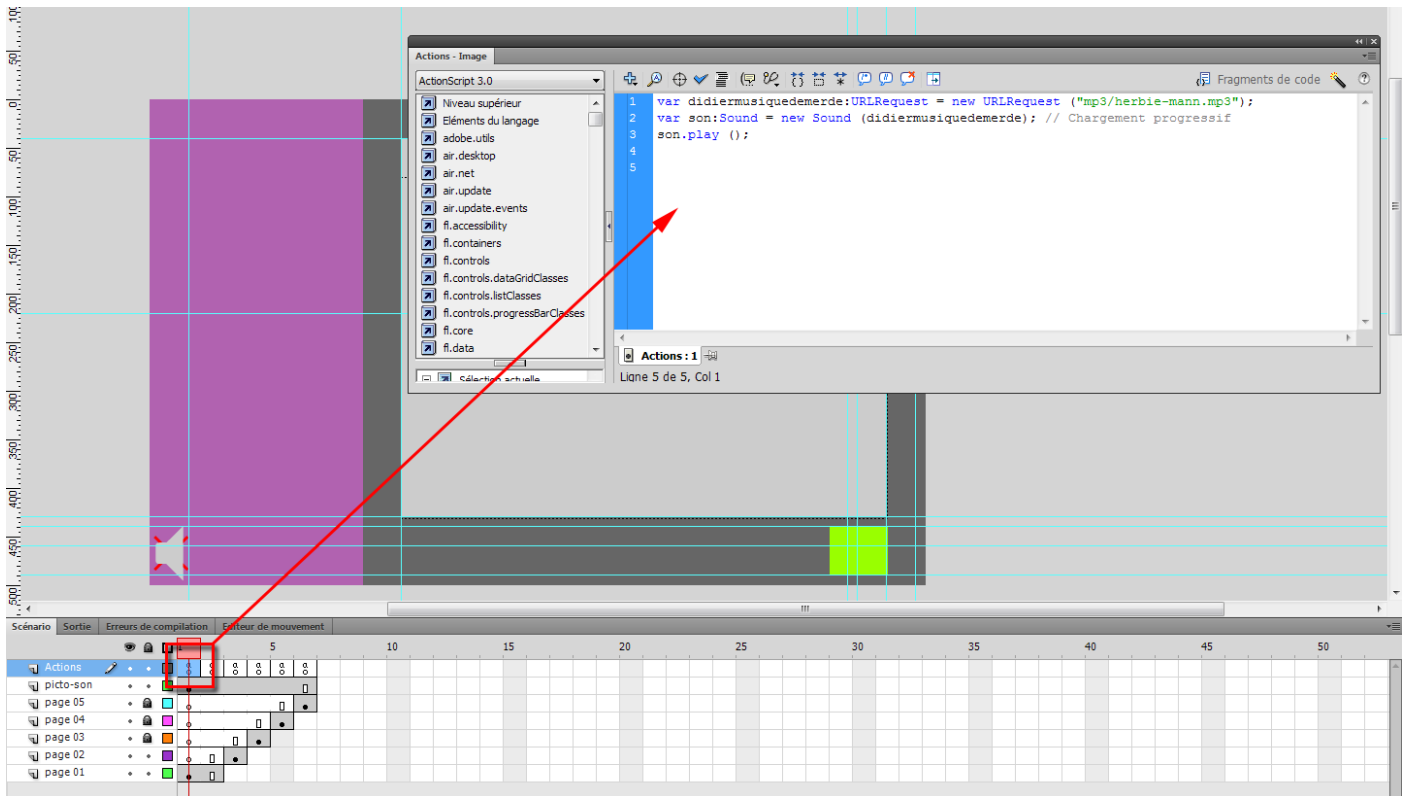 Actions - Image
ActionScript 3.0
Fragments de code
Niveau supérieur
Eléments du langage
adobe.utils
air.desktop
air.net
air.update
air.update.events
fl.accessibility
fl.containers
fl.controls
fl.controls.dataGridClasses
fl.controls.listClasses
fl.controls.progressBarClasses
fl.core
fl.data
Sélection actuelle
1 var didiermusiquedemerde:URLRequest = new URLRequest ("mp3/herbie-mann.mp3");
2 var son:Sound = new Sound (didiermusiquedemerde); // Chargement progressif
3 son.play ();
4
5
Actions : 1
Ligne 5 de 5, Col 1
50
0
50
100
150
200
250
300
350
400
450
500
Scénario Sortie Erreurs de compilation Editeur de mouvement
1 5 10 15 20 25 30 35 40 45 50
Actions
picto-son
page 05
page 04
page 03
page 02
page 01